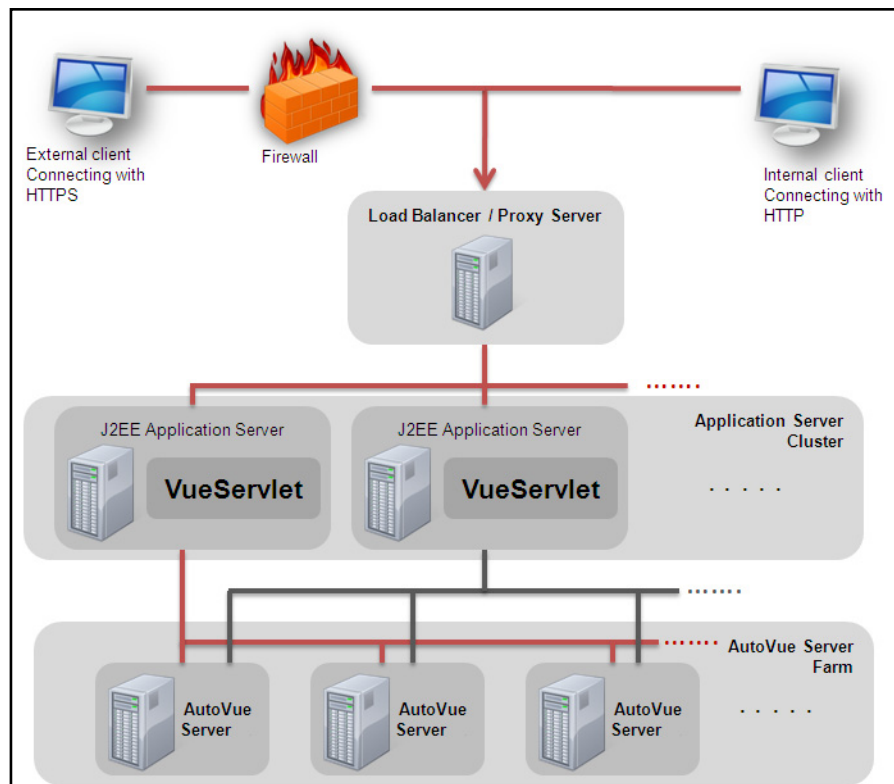 External client
Connecting with
HTTPS
Firewall
Internal client
Connecting with
HTTP
Load Balancer / Proxy Server
J2EE Application Server
VueServlet
J2EE Application Server
VueServlet
Application Server
Cluster
AutoVue Server
Farm
AutoVue
Server
AutoVue
Server
AutoVue
Server